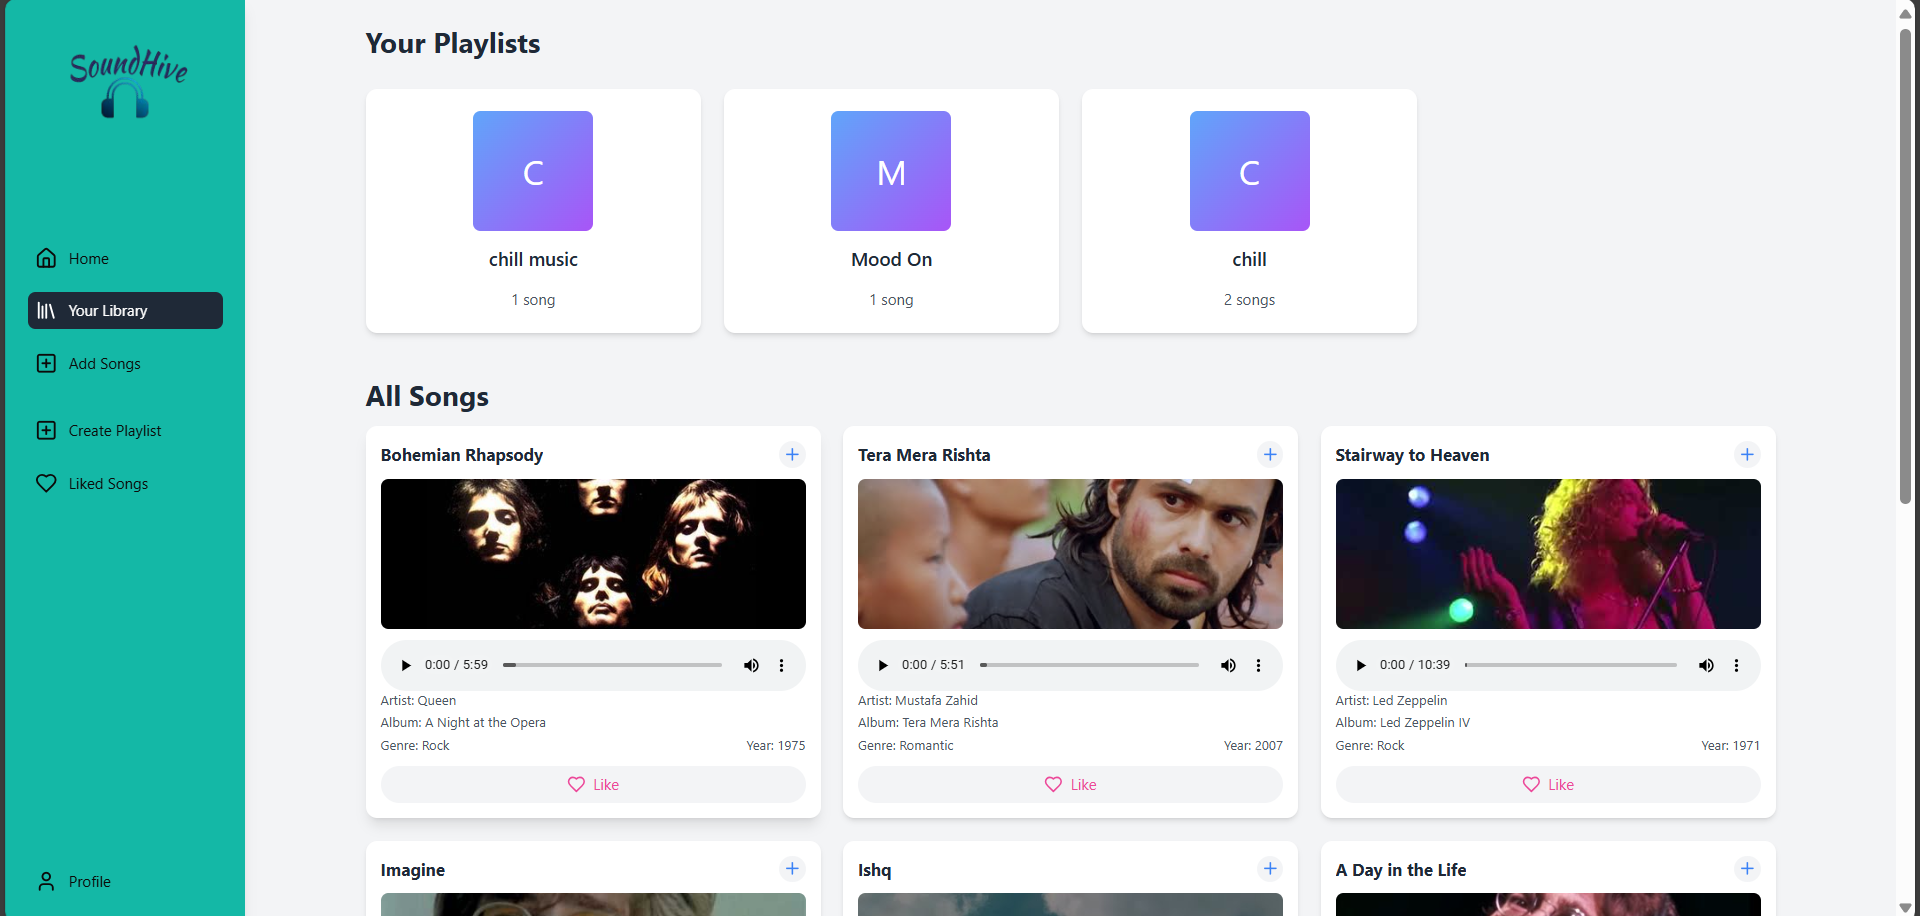 SoundHive
Home
Your Library
Add Songs
Create Playlist
Liked Songs
Profile
Your Playlists
C
chill music
1 song
M
Mood On
1 song
C
chill
2 songs
All Songs
Bohemian Rhapsody
0:00 / 5:59
Artist: Queen
Album: A Night at the Opera
Genre: Rock Year: 1975
Like
Tera Mera Rishta
0:00 / 5:51
Artist: Mustafa Zahid
Album: Tera Mera Rishta
Genre: Romantic Year: 2007
Like
Stairway to Heaven
0:00 / 10:39
Artist: Led Zeppelin
Album: Led Zeppelin IV
Genre: Rock Year: 1971
Like
Imagine
Ishq
A Day in the Life